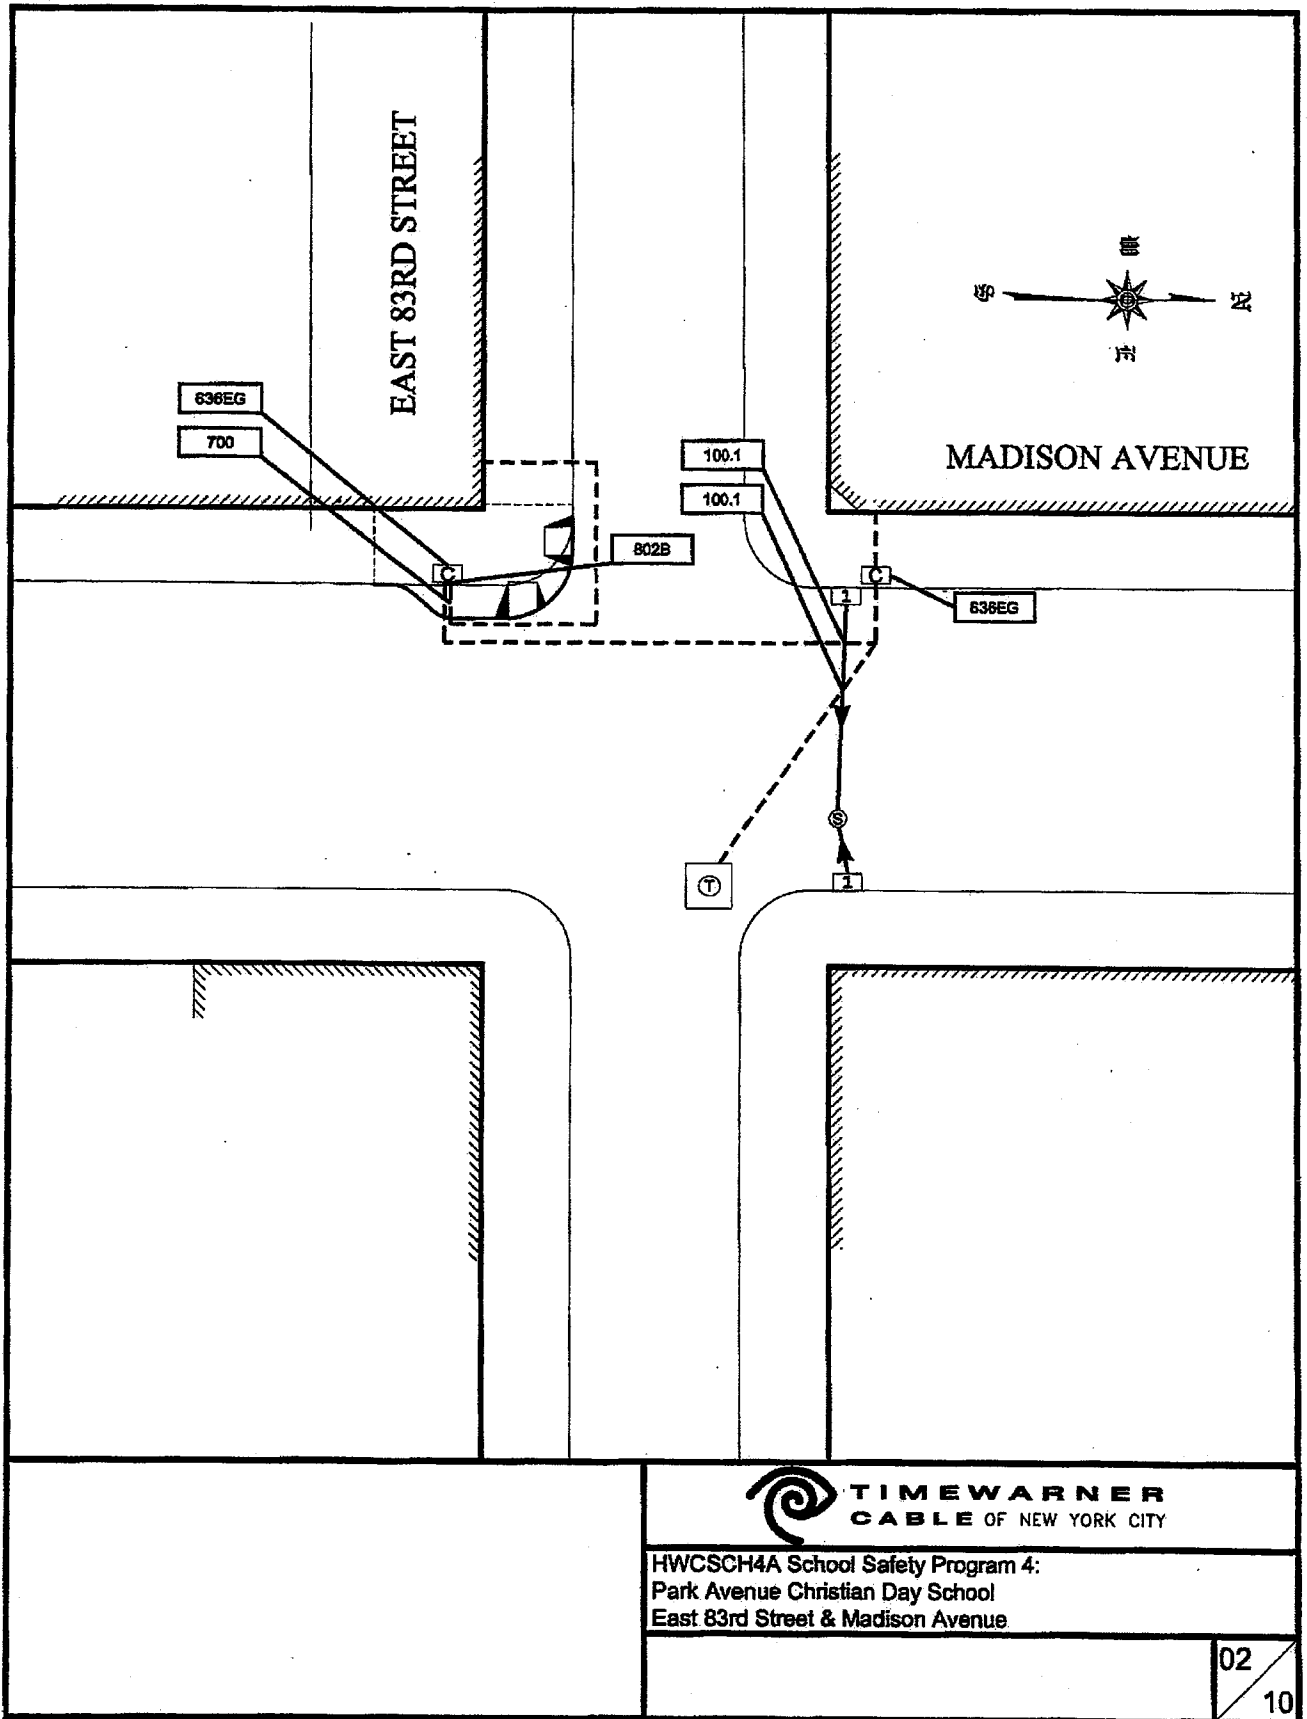 EAST 83RD STREET
W
S
N
E
MADISON AVENUE
636EG
700
100.1
100.1
802B
C
C
1
636EG
S
T
1
TIMEWARNER
CABLE OF NEW YORK CITY
HWCSCH4A School Safety Program 4:
Park Avenue Christian Day School
East 83rd Street & Madison Avenue
02
10